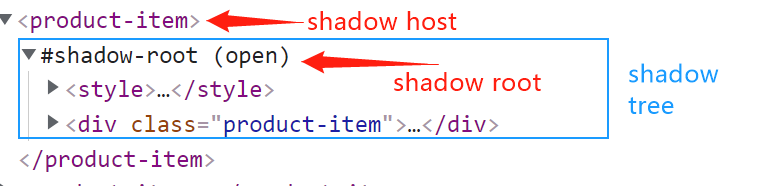 <product-item>
shadow host
#shadow-root (open)
shadow root
<style>…</style>
<div class="product-item">…</div>
shadow
tree
</product-item>